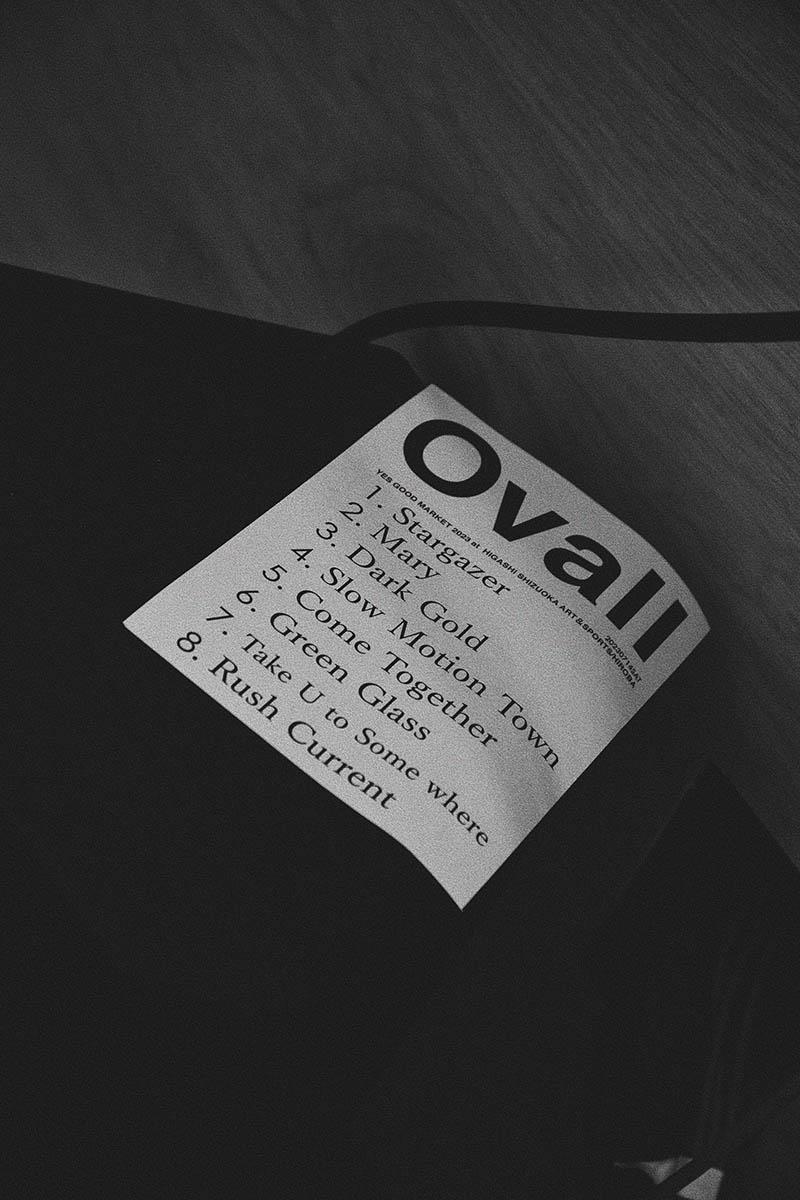 Ovall
YES GOOD MARKET 2023 at HIGASHI SHIZUOKA ART&SPORTS/HIROBA
20230714SAT
1. Stargazer
2. Mary
3. Dark Gold
4. Slow Motion Town
5. Come Together
6. Green Glass
7. Take U to Some where
8. Rush Current